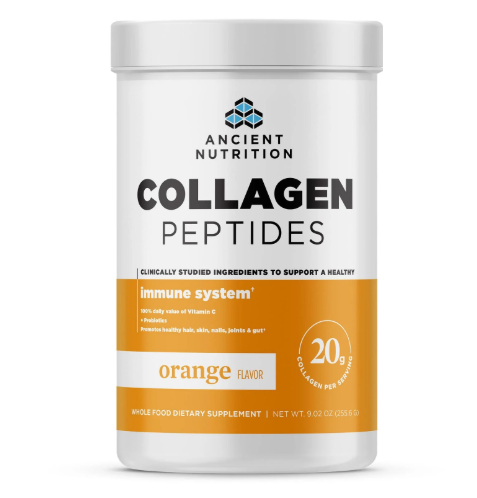 ANCIENT
NUTRITION
COLLAGEN
PEPTIDES
CLINICALLY STUDIED INGREDIENTS TO SUPPORT A HEALTHY
immune system†
100% daily value of Vitamin C
+ Probiotics
Promotes healthy hair, skin, nails, joints & gut†
orange FLAVOR
20g
COLLAGEN PER SERVING
WHOLE FOOD DIETARY SUPPLEMENT | NET WT. 9.02 OZ (255.6 G)